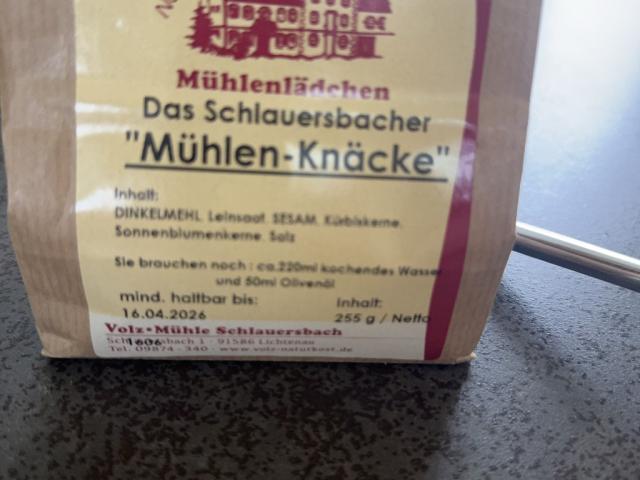 Mühlenlädchen
Das Schlauersbacher
"Mühlen-Knäcke"
Inhalt:
DINKELMEHL, Leinsaat, SESAM, Kürbiskerne,
Sonnenblumenkerne, Salz
Sie brauchen noch : ca.220ml kochendes Wasser
und 50ml Olivenöl
mind. haltbar bis:
16.04.2026
Inhalt:
255 g / Netto
Volz•Mühle Schlauersbach
1606
1 · 91586 Lichtenau
Tel. 09874 - 340 · www.volz-naturkost.de